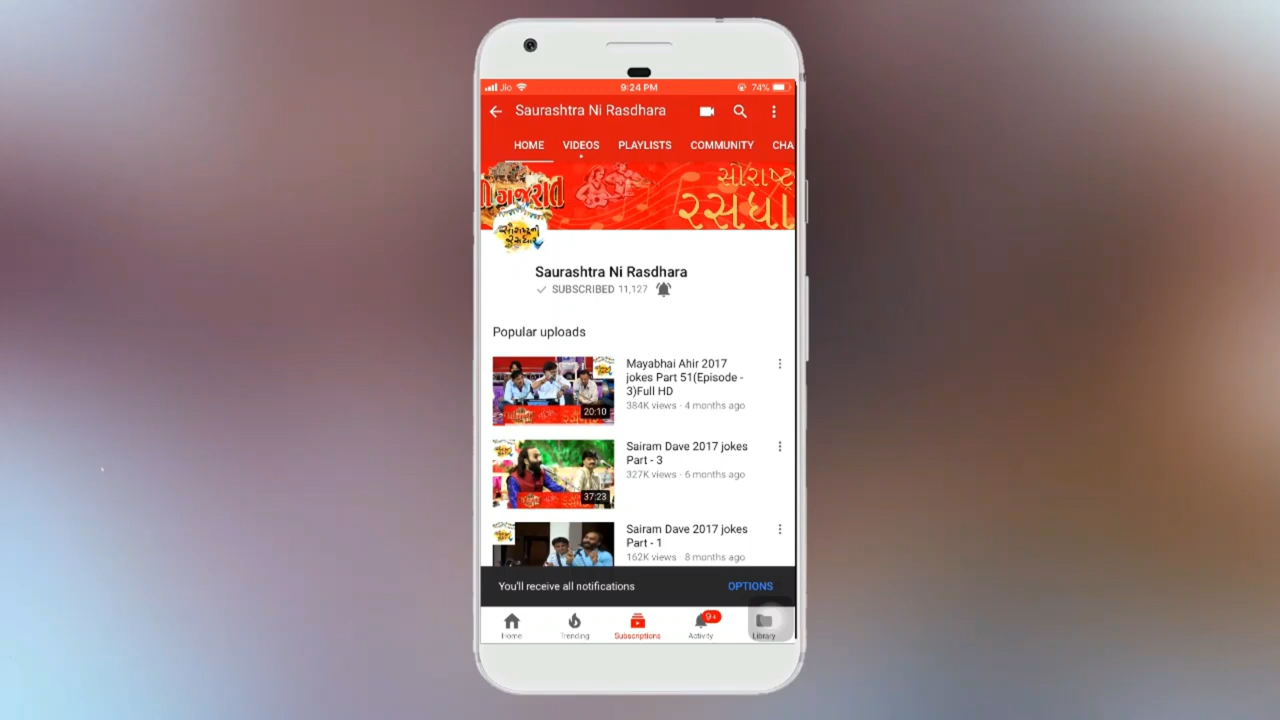 Jio
9:24 PM
74%
Saurashtra Ni Rasdhara
HOME
VIDEOS
PLAYLISTS
COMMUNITY
CHA
ગુજરાત
સૌરાષ્ટ્ર
રસધા
સૌરાષ્ટ્રની
રસધાર
Saurashtra Ni Rasdhara
SUBSCRIBED 11,127
Popular uploads
Mayabhai Ahir 2017
jokes Part 51(Episode -
3)Full HD
384K views · 4 months ago
20:10
Sairam Dave 2017 jokes
Part - 3
327K views · 6 months ago
37:23
Sairam Dave 2017 jokes
Part - 1
162K views · 8 months ago
You'll receive all notifications
OPTIONS
9+
Home
Trending
Subscriptions
Activity
Library